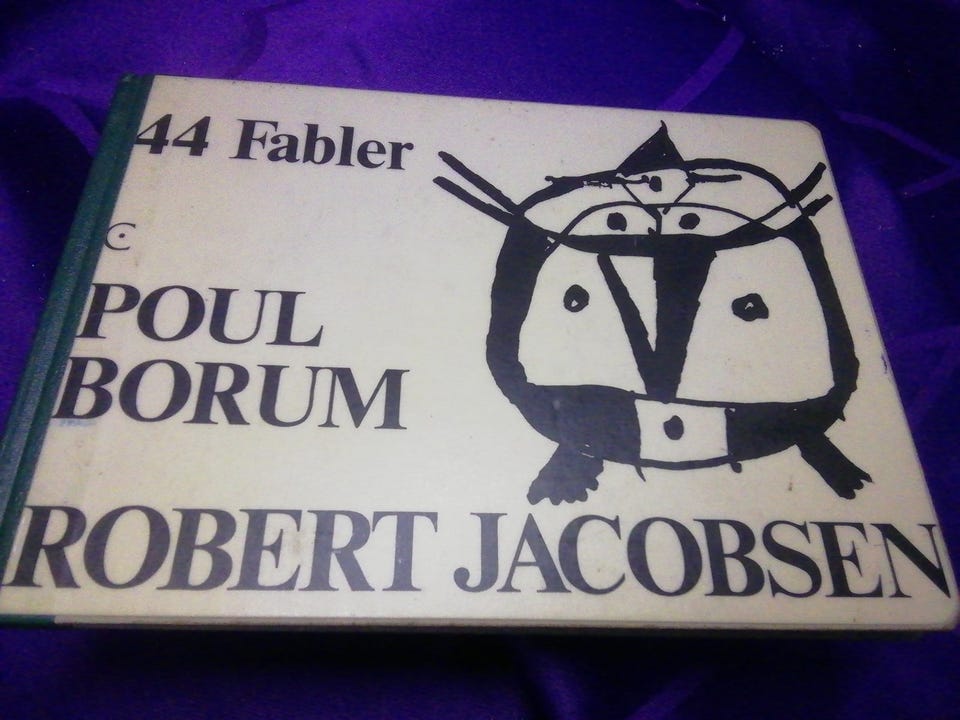 44 Fabler
POUL
BORUM
ROBERT JACOBSEN